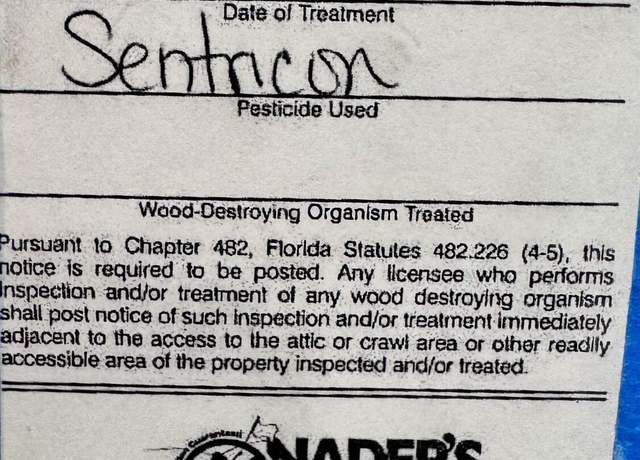 Date of Treatment
Sentricon
Pesticide Used
Wood-Destroying Organism Treated
Pursuant to Chapter 482, Florida Statutes 482.226 (4-5), this
notice is required to be posted. Any licensee who performs
inspection and/or treatment of any wood destroying organism
shall post notice of such inspection and/or treatment immediately
adjacent to the access to the attic or crawl area or other readily
accessible area of the property inspected and/or treated.
Guaranteed
NADER'S